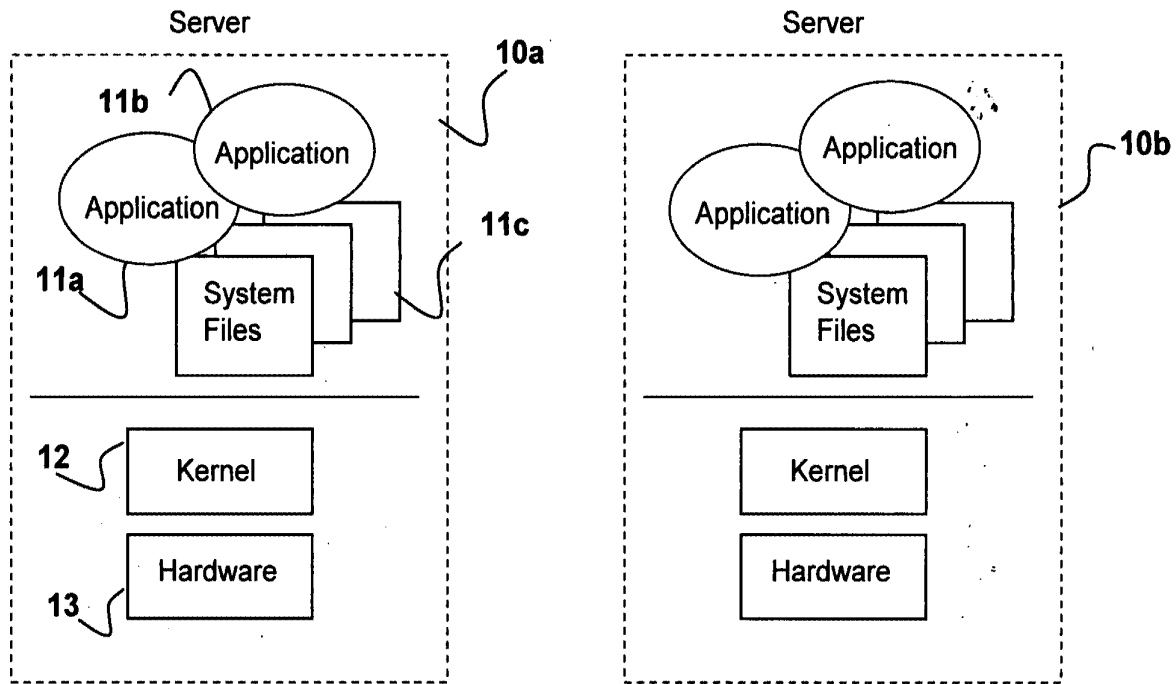 Server
10a
11b
Application
Application
11c
11a
System
Files
12
Kernel
Hardware
13
Server
10b
Application
Application
System
Files
Kernel
Hardware